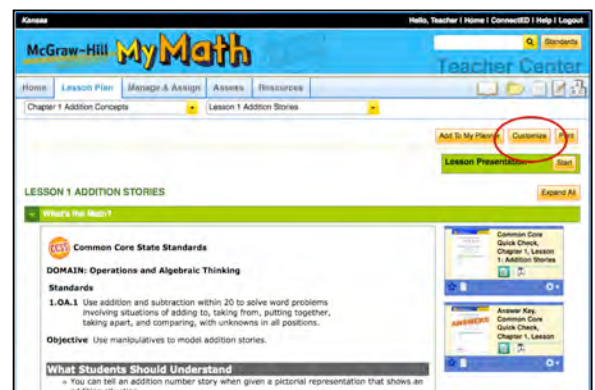 Kansas
Hello, Teacher | Home | ConnectED | Help | Logout
McGraw-Hill My Math
Standards
Teacher Center
Home Lesson Plan Manage & Assign Assess Resources
Chapter 1 Addition Concepts Lesson 1 Addition Stories
Add To My Planner Customize Print
Lesson Presentation Start
LESSON 1 ADDITION STORIES Expand All
What's the Math?
CCSS Common Core State Standards
DOMAIN: Operations and Algebraic Thinking
Standards
1.OA.1 Use addition and subtraction within 20 to solve word problems
involving situations of adding to, taking from, putting together,
taking apart, and comparing, with unknowns in all positions.
Objective Use manipulatives to model addition stories.
What Students Should Understand
You can tell an addition number story when given a pictorial representation that shows an
addition situation.
Common Core
Quick Check,
Chapter 1, Lesson
1: Addition Stories
ANSWERS
Answer Key,
Common Core
Quick Check,
Chapter 1, Lesson